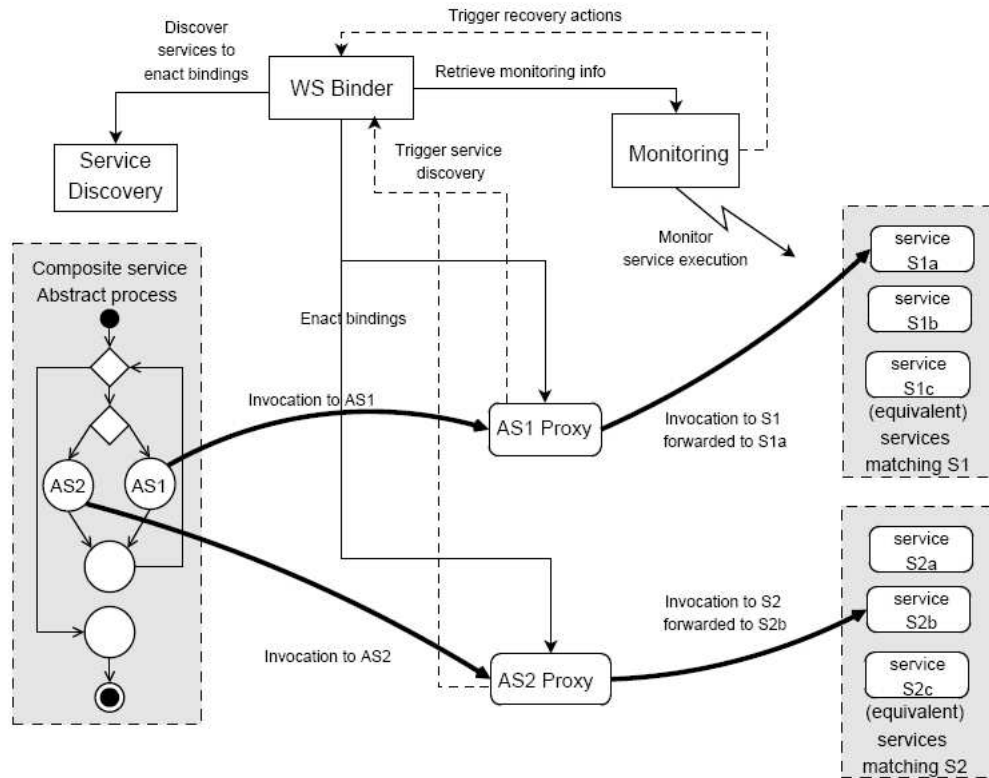 Trigger recovery actions
Discover
services to
enact bindings
WS Binder
Retrieve monitoring info
Service
Discovery
Trigger service
discovery
Monitoring
Monitor
service execution
Composite service
Abstract process
AS2
AS1
Enact bindings
Invocation to AS1
AS1 Proxy
Invocation to S1
forwarded to S1a
service
S1a
service
S1b
service
S1c
(equivalent)
services
matching S1
Invocation to AS2
AS2 Proxy
Invocation to S2
forwarded to S2b
service
S2a
service
S2b
service
S2c
(equivalent)
services
matching S2